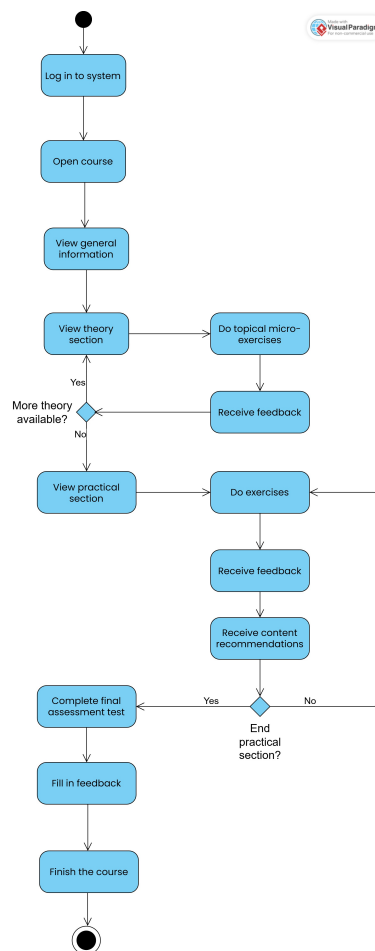 Made with
Visual Paradigm
For non-commercial use
Log in to system
Open course
View general
information
View theory
section
Do topical micro-
exercises
Yes
More theory
available?
Receive feedback
No
View practical
section
Do exercises
Receive feedback
Receive content
recommendations
Complete final
assessment test
Yes
No
End
practical
section?
Fill in feedback
Finish the course